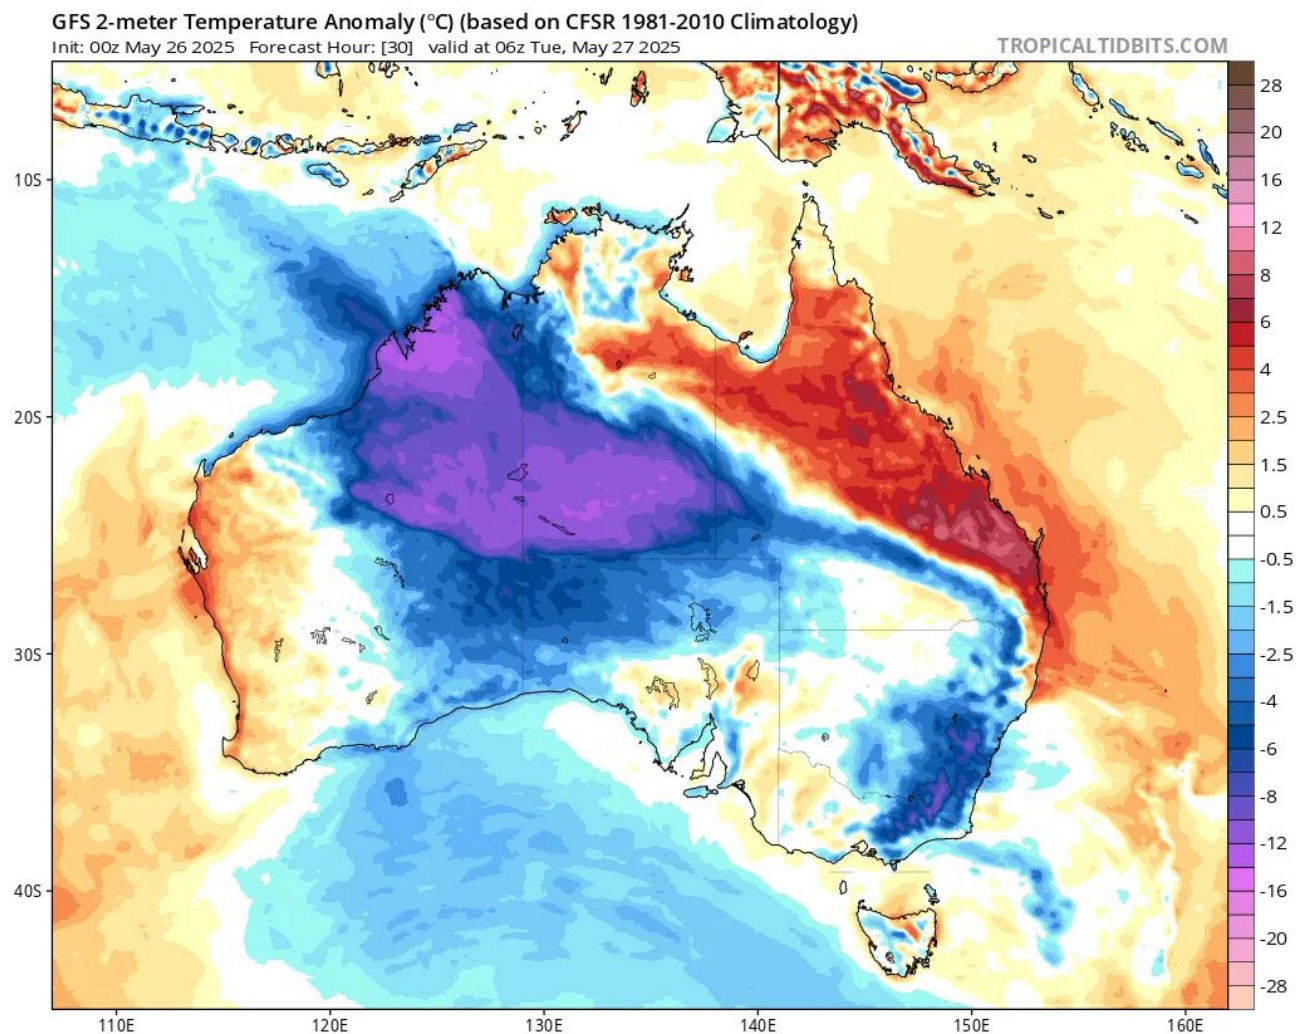 GFS 2-meter Temperature Anomaly (°C) (based on CFSR 1981-2010 Climatology)
Init: 00z May 26 2025 Forecast Hour: [30] valid at 06z Tue, May 27 2025
TROPICALTIDBITS.COM
10S
20S
30S
40S
110E
120E
130E
140E
150E
160E
28
20
16
12
8
6
4
2.5
1.5
0.5
-0.5
-1.5
-2.5
-4
-6
-8
-12
-16
-20
-28